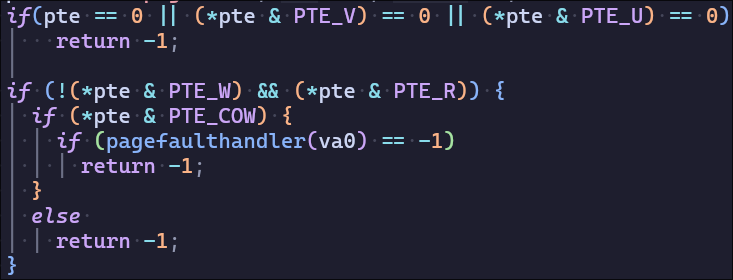 if(pte == 0 || (*pte & PTE_V) == 0 || (*pte & PTE_U) == 0)
return -1;
if (!(*pte & PTE_W) && (*pte & PTE_R)) {
if (*pte & PTE_COW) {
if (pagefaulthandler(va0) == -1)
return -1;
}
else
return -1;
}